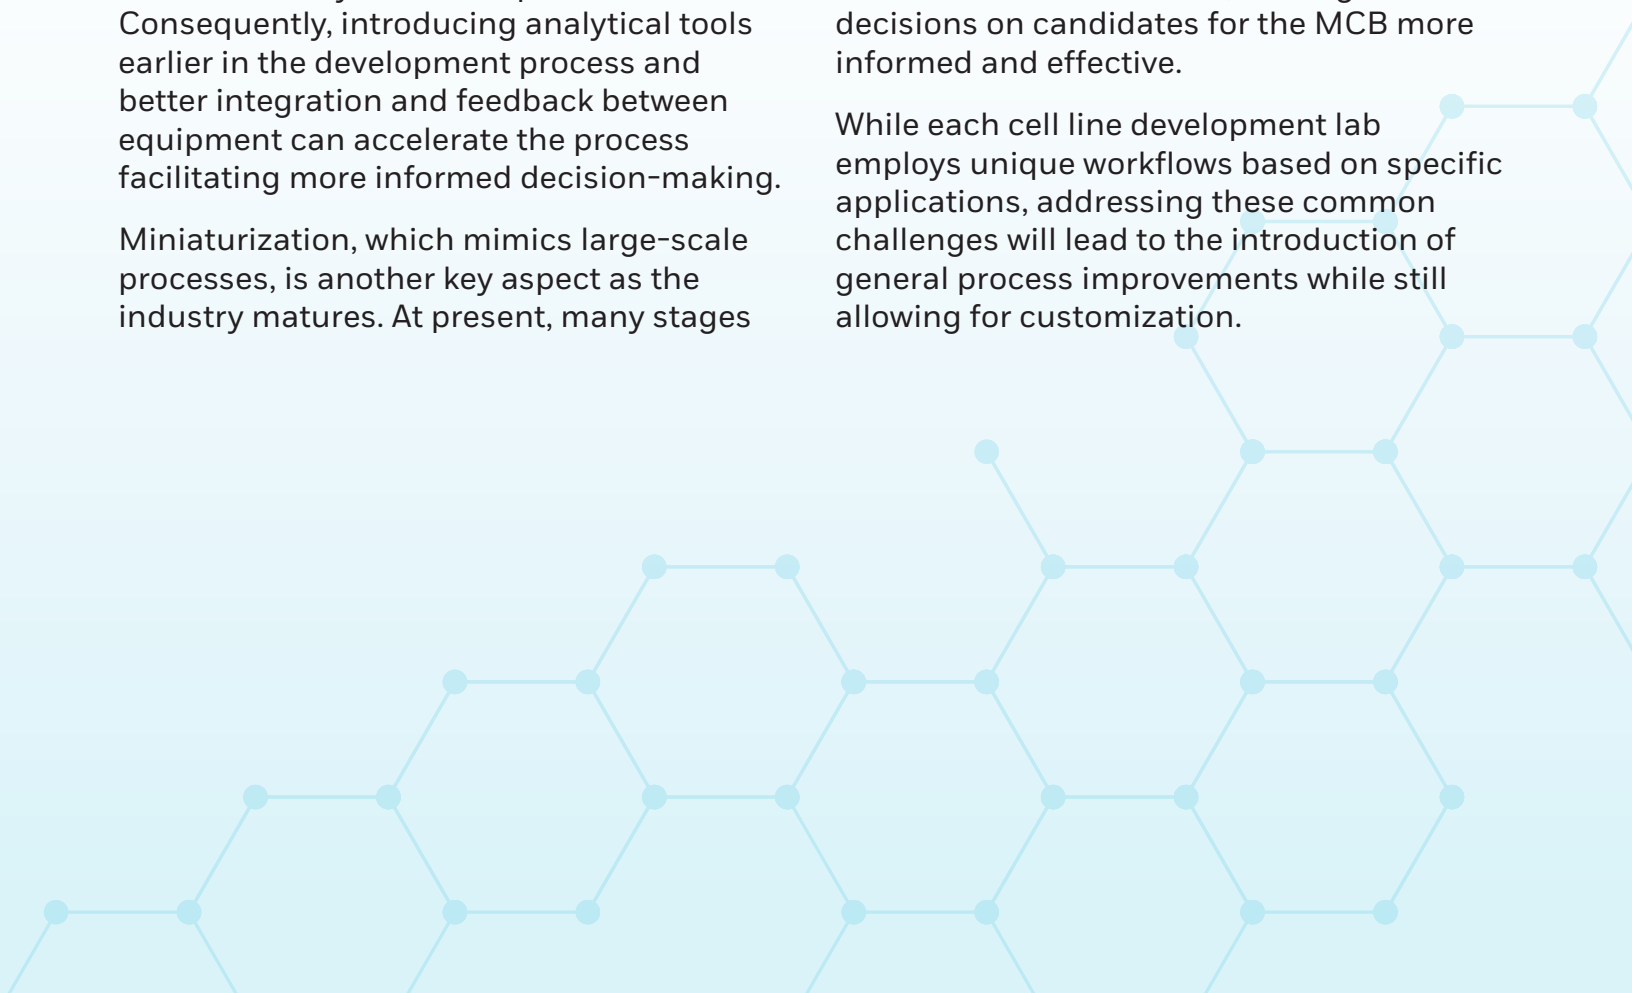 Consequently, introducing analytical tools
earlier in the development process and
better integration and feedback between
equipment can accelerate the process
facilitating more informed decision-making.
Miniaturization, which mimics large-scale
processes, is another key aspect as the
industry matures. At present, many stages
decisions on candidates for the MCB more
informed and effective.
While each cell line development lab
employs unique workflows based on specific
applications, addressing these common
challenges will lead to the introduction of
general process improvements while still
allowing for customization.